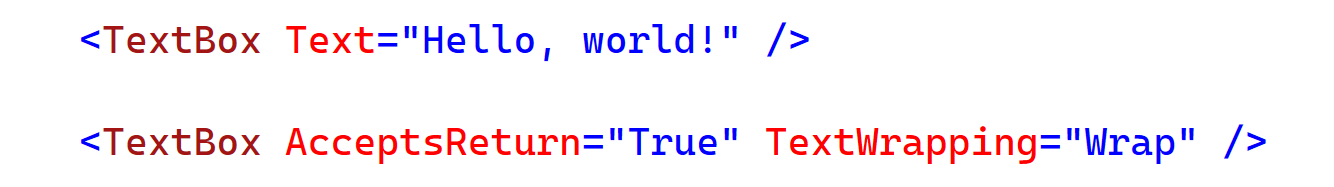 <TextBox Text="Hello, world!" />
<TextBox AcceptsReturn="True" TextWrapping="Wrap" />